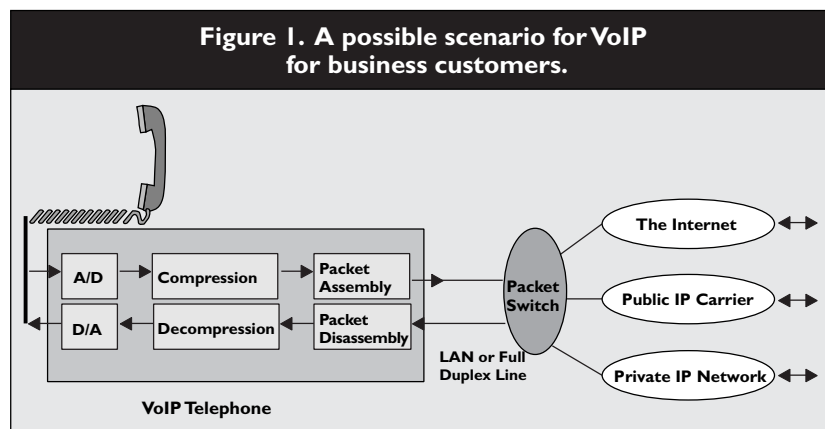 Figure 1. A possible scenario for VoIP
for business customers.
A/D
Compression
Packet
Assembly
D/A
Decompression
Packet
Disassembly
VoIP Telephone
LAN or Full
Duplex Line
Packet
Switch
The Internet
Public IP Carrier
Private IP Network